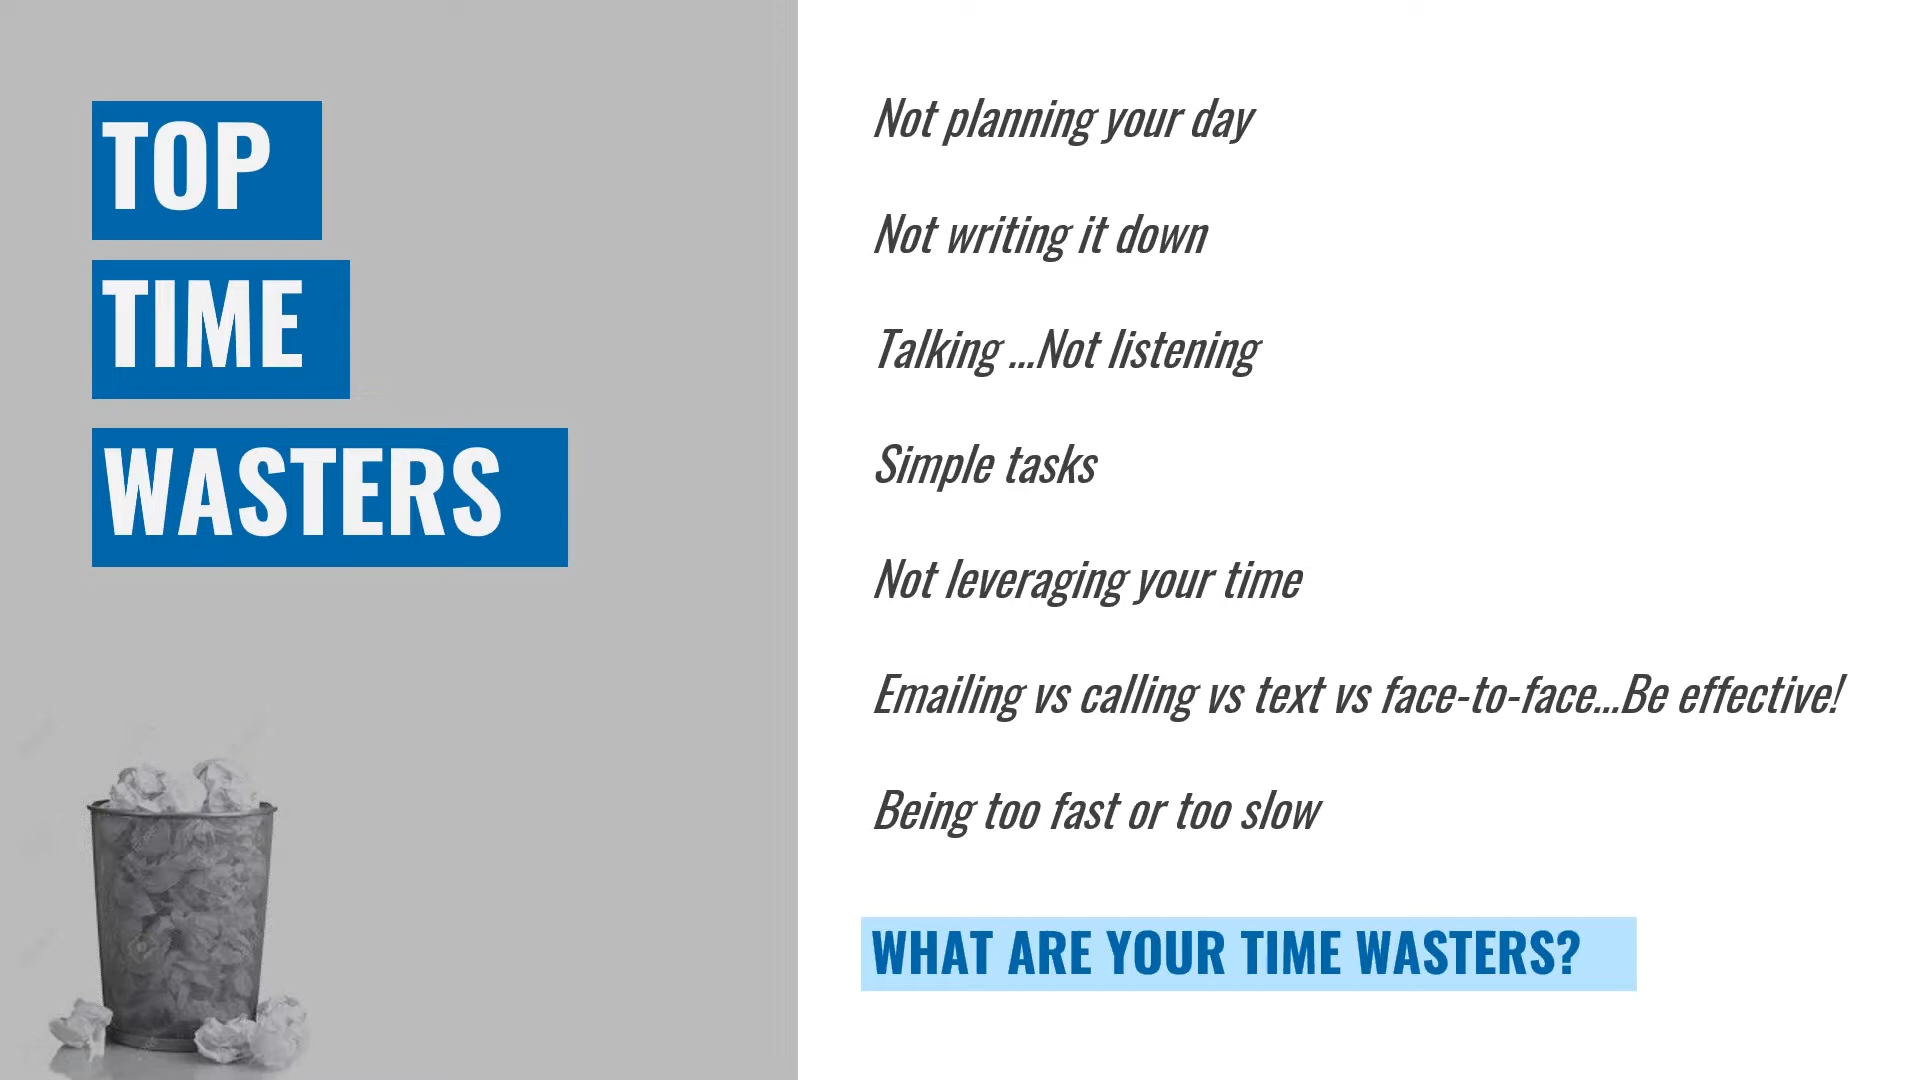 TOP
TIME
WASTERS
Not planning your day
Not writing it down
Talking ...Not listening
Simple tasks
Not leveraging your time
Emailing vs calling vs text vs face-to-face...Be effective!
Being too fast or too slow
WHAT ARE YOUR TIME WASTERS?